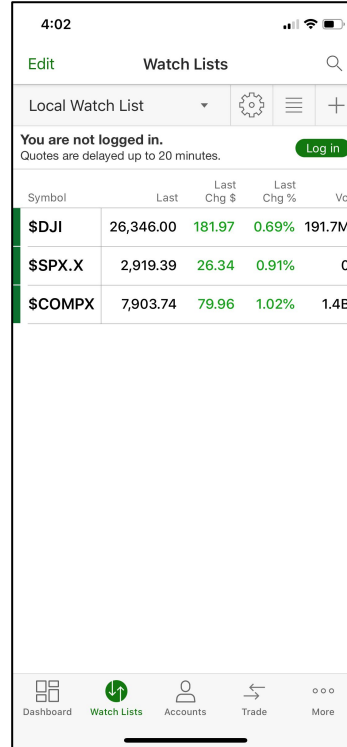 4:02
Edit Watch Lists
Local Watch List
You are not logged in.
Quotes are delayed up to 20 minutes.
Log in
Symbol Last Last Chg $ Last Chg % Vo
$DJI 26,346.00 181.97 0.69% 191.7M
$SPX.X 2,919.39 26.34 0.91% 0
$COMPX 7,903.74 79.96 1.02% 1.4B
Dashboard Watch Lists Accounts Trade More